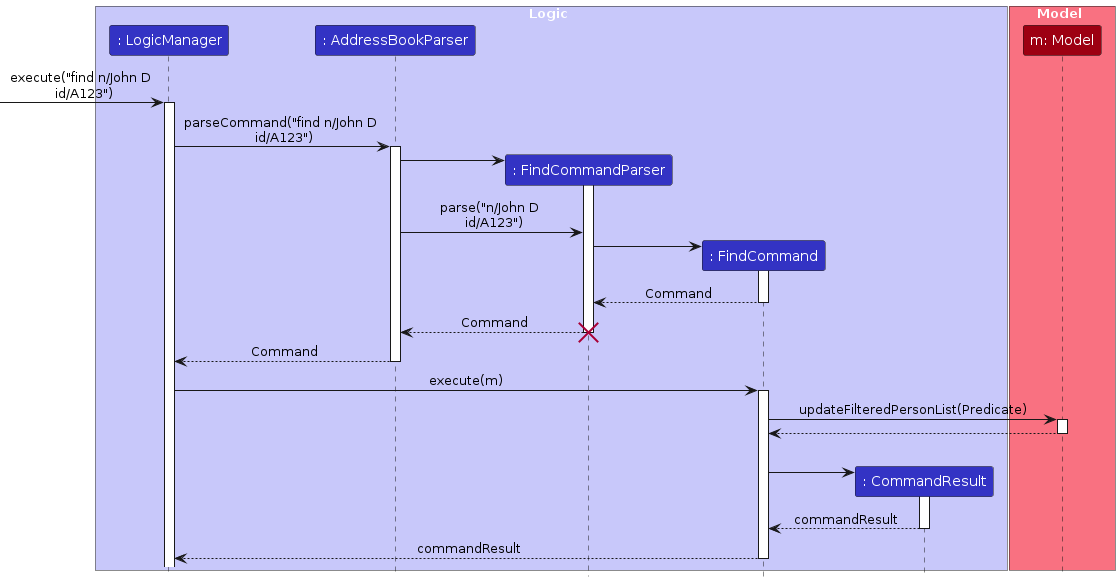 Logic
Model
: LogicManager
: AddressBookParser
m: Model
execute("find n/John D
id/A123")
parseCommand("find n/John D
id/A123")
: FindCommandParser
parse("n/John D
id/A123")
: FindCommand
Command
Command
Command
execute(m)
updateFilteredPersonList(Predicate)
: CommandResult
commandResult
commandResult